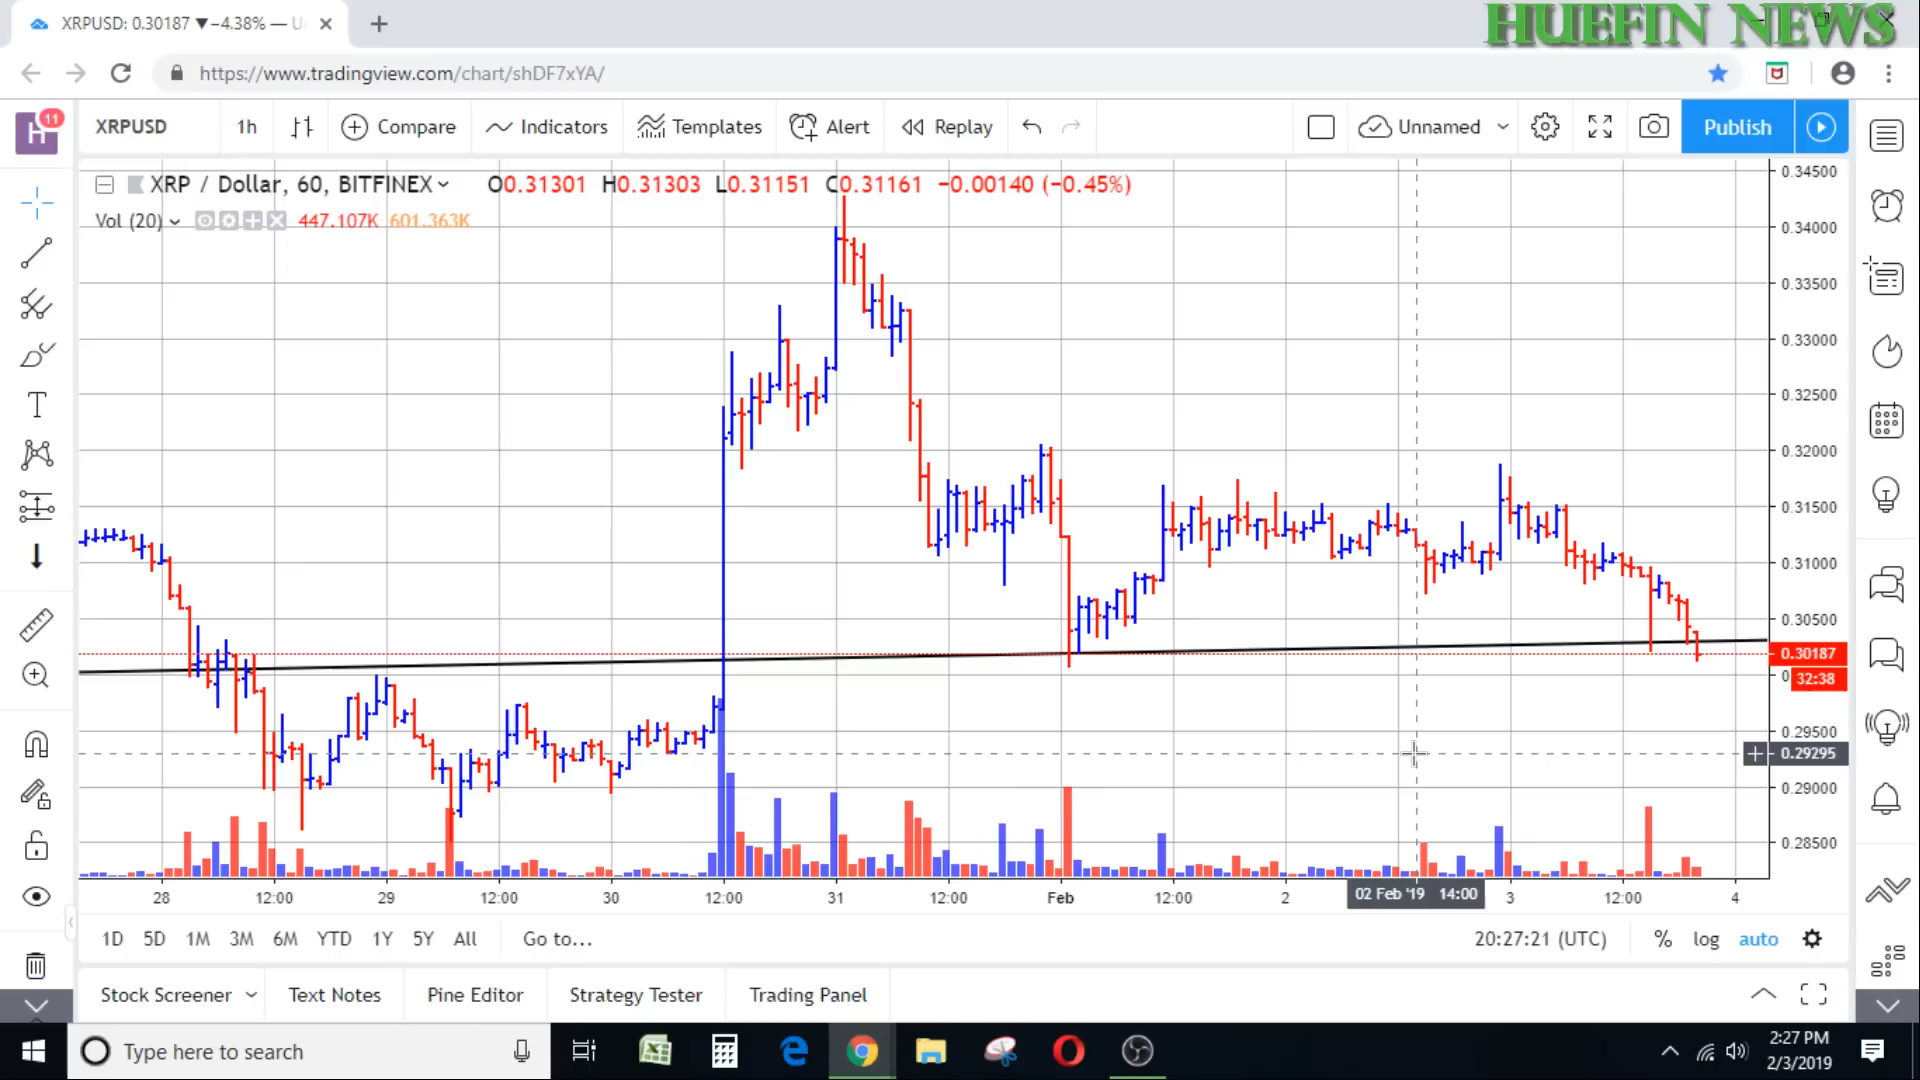 XRPUSD: 0.30187 ▼−4.38% — U
HUEFIN NEWS
https://www.tradingview.com/chart/shDF7xYA/
H 11
XRPUSD 1h Compare Indicators Templates Alert Replay Unnamed Publish
XRP / Dollar, 60, BITFINEX O0.31301 H0.31303 L0.31151 C0.31161 −0.00140 (−0.45%)
Vol (20) 447.107K 601.363K
0.34500
0.34000
0.33500
0.33000
0.32500
0.32000
0.31500
0.31000
0.30500
0.30187
0 32:38
0.29500
0.29295
0.29000
0.28500
28 12:00 29 12:00 30 12:00 31 12:00 Feb 12:00 2 02 Feb '19 14:00 3 12:00 4
1D 5D 1M 3M 6M YTD 1Y 5Y All Go to... 20:27:21 (UTC) % log auto
Stock Screener Text Notes Pine Editor Strategy Tester Trading Panel
Type here to search
2:27 PM
2/3/2019